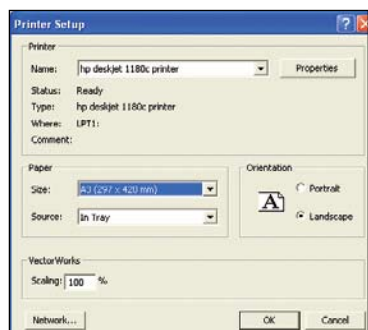 Printer Setup
Printer
Name: hp deskjet 1180c printer Properties
Status: Ready
Type: hp deskjet 1180c printer
Where: LPT1:
Comment:
Paper
Size: A3 (297 x 420 mm)
Source: In Tray
Orientation
A
Portrait
Landscape
VectorWorks
Scaling: 100 %
Network... OK Cancel